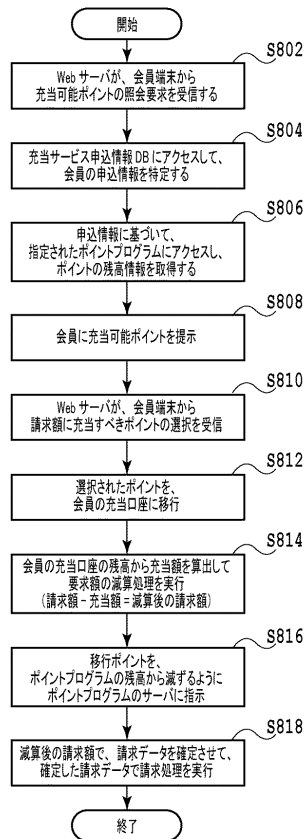 開始
S802
Webサーバが、会員端末から
充当可能ポイントの照会要求を受信する
S804
充当サービス申込情報DBにアクセスして、
会員の申込情報を特定する
S806
申込情報に基づいて、
指定されたポイントプログラムにアクセスし、
ポイントの残高情報を取得する
S808
会員に充当可能ポイントを提示
S810
Webサーバが、会員端末から
請求額に充当すべきポイントの選択を受信
S812
選択されたポイントを、
会員の充当口座に移行
S814
会員の充当口座の残高から充当額を算出して
要求額の減算処理を実行
(請求額－充当額＝減算後の請求額)
S816
移行ポイントを、
ポイントプログラムの残高から減ずるように
ポイントプログラムのサーバに指示
S818
減算後の請求額で、請求データを確定させて、
確定した請求データで請求処理を実行
終了